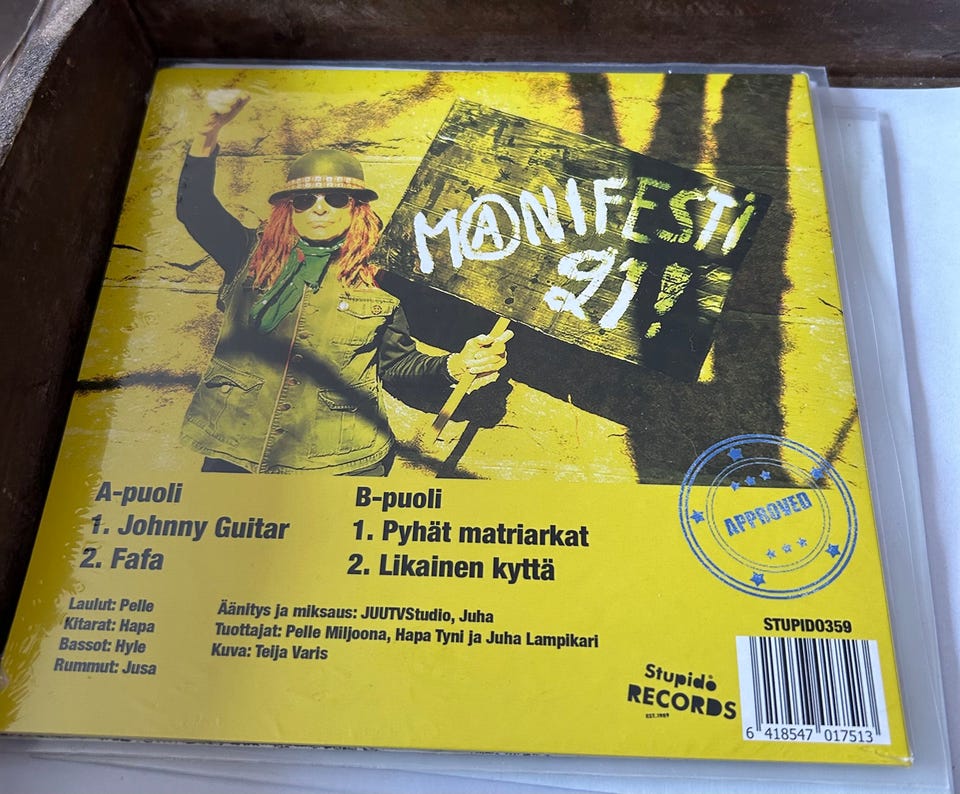 MANIFESTI
21!
A-puoli
1. Johnny Guitar
2. Fafa
B-puoli
1. Pyhät matriarkat
2. Likainen kyttä
APPROVED
Laulut: Pelle
Kitarat: Hapa
Bassot: Hyle
Rummut: Jusa
Äänitys ja miksaus: JUUTVStudio, Juha
Tuottajat: Pelle Miljoona, Hapa Tyni ja Juha Lampikari
Kuva: Teija Varis
STUPIDO359
Stupido
RECORDS
EST.1989
6 418547 017513